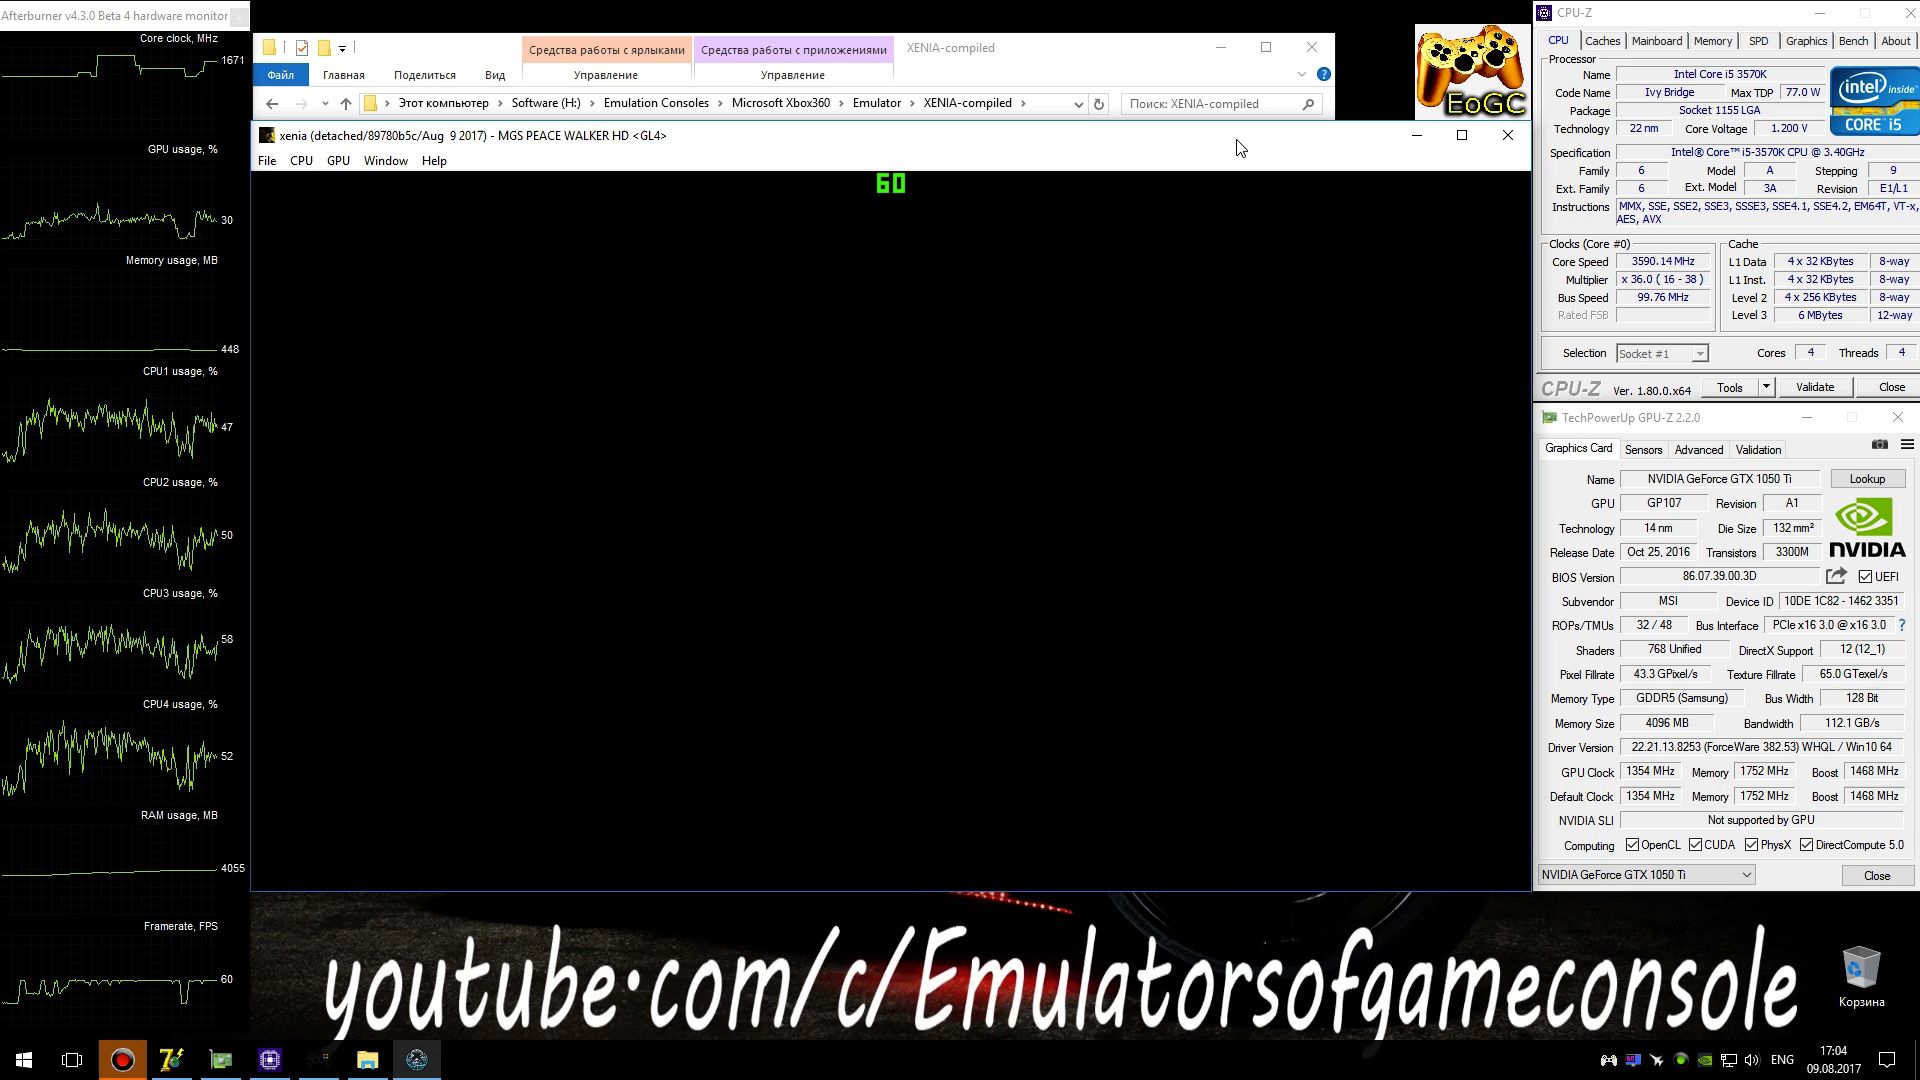 Afterburner v4.3.0 Beta 4 hardware monitor
Core clock, MHz
1671
GPU usage, %
30
Memory usage, MB
448
CPU1 usage, %
47
CPU2 usage, %
50
CPU3 usage, %
58
CPU4 usage, %
52
RAM usage, MB
4055
Framerate, FPS
60
Средства работы с ярлыками Средства работы с приложениями XENIA-compiled
Файл Главная Поделиться Вид Управление Управление
Этот компьютер Software (H:) Emulation Consoles Microsoft Xbox360 Emulator XENIA-compiled Поиск: XENIA-compiled
EoGC
xenia (detached/89780b5c/Aug 9 2017) - MGS PEACE WALKER HD <GL4>
File CPU GPU Window Help
60
CPU-Z
CPU Caches Mainboard Memory SPD Graphics Bench About
Processor
Name Intel Core i5 3570K
Code Name Ivy Bridge Max TDP 77.0 W
Package Socket 1155 LGA
Technology 22 nm Core Voltage 1.200 V
intel inside™
CORE™ i5
Specification Intel® Core™ i5-3570K CPU @ 3.40GHz
Family 6 Model A Stepping 9
Ext. Family 6 Ext. Model 3A Revision E1/L1
Instructions MMX, SSE, SSE2, SSE3, SSSE3, SSE4.1, SSE4.2, EM64T, VT-x,
AES, AVX
Clocks (Core #0) Cache
Core Speed 3590.14 MHz L1 Data 4 x 32 KBytes 8-way
Multiplier x 36.0 ( 16 - 38 ) L1 Inst. 4 x 32 KBytes 8-way
Bus Speed 99.76 MHz Level 2 4 x 256 KBytes 8-way
Rated FSB Level 3 6 MBytes 12-way
Selection Socket #1 Cores 4 Threads 4
CPU-Z Ver. 1.80.0.x64 Tools Validate Close
TechPowerUp GPU-Z 2.2.0
Graphics Card Sensors Advanced Validation
Name NVIDIA GeForce GTX 1050 Ti Lookup
GPU GP107 Revision A1
Technology 14 nm Die Size 132 mm²
Release Date Oct 25, 2016 Transistors 3300M
NVIDIA
BIOS Version 86.07.39.00.3D UEFI
Subvendor MSI Device ID 10DE 1C82 - 1462 3351
ROPs/TMUs 32 / 48 Bus Interface PCIe x16 3.0 @ x16 3.0 ?
Shaders 768 Unified DirectX Support 12 (12_1)
Pixel Fillrate 43.3 GPixel/s Texture Fillrate 65.0 GTexel/s
Memory Type GDDR5 (Samsung) Bus Width 128 Bit
Memory Size 4096 MB Bandwidth 112.1 GB/s
Driver Version 22.21.13.8253 (ForceWare 382.53) WHQL / Win10 64
GPU Clock 1354 MHz Memory 1752 MHz Boost 1468 MHz
Default Clock 1354 MHz Memory 1752 MHz Boost 1468 MHz
NVIDIA SLI Not supported by GPU
Computing OpenCL CUDA PhysX DirectCompute 5.0
NVIDIA GeForce GTX 1050 Ti Close
youtube.com/c/Emulatorsofgameconsole
Корзина
ENG
17:04
09.08.2017